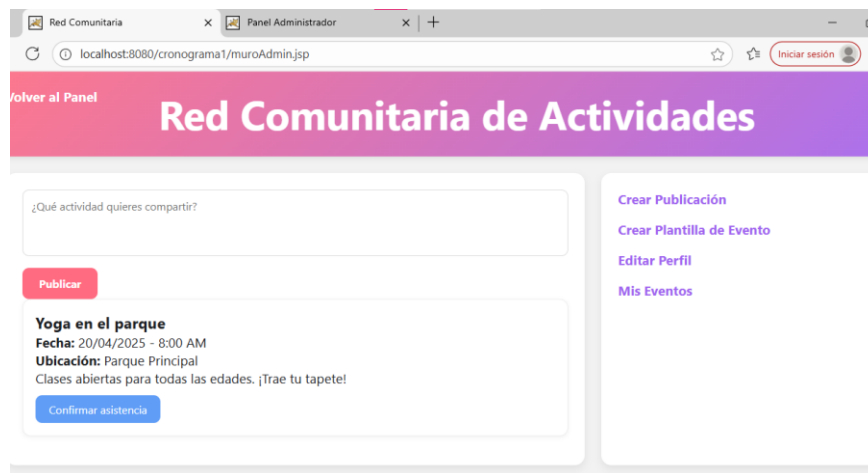 Red Comunitaria
Panel Administrador
localhost:8080/cronograma1/muroAdmin.jsp
Iniciar sesión
Volver al Panel
Red Comunitaria de Actividades
¿Qué actividad quieres compartir?
Publicar
Yoga en el parque
Fecha: 20/04/2025 - 8:00 AM
Ubicación: Parque Principal
Clases abiertas para todas las edades. ¡Trae tu tapete!
Confirmar asistencia
Crear Publicación
Crear Plantilla de Evento
Editar Perfil
Mis Eventos